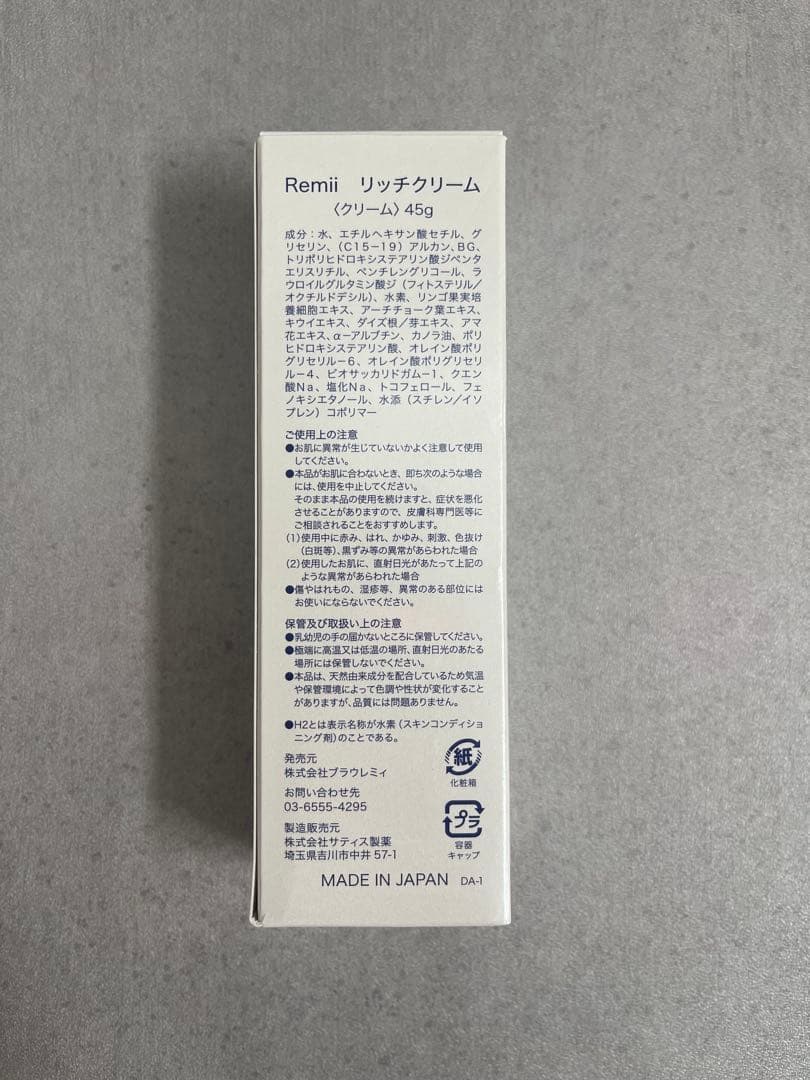 Remii リッチクリーム
〈クリーム〉45g
成分：水、エチルヘキサン酸セチル、グ
リセリン、（C15－19）アルカン、BG、
トリポリヒドロキシステアリン酸ジペンタ
エリスリチル、ペンチレングリコール、ラ
ウロイルグルタミン酸ジ（フィトステリル／
オクチルドデシル）、水素、リンゴ果実培
養細胞エキス、アーチチョーク葉エキス、
キウイエキス、ダイズ根／芽エキス、アマ
花エキス、α－アルブチン、カノラ油、ポリ
ヒドロキシステアリン酸、オレイン酸ポリ
グリセリル－6、オレイン酸ポリグリセリ
ル－4、ビオサッカリドガム－1、クエン
酸Na、塩化Na、トコフェロール、フェ
ノキシエタノール、水添（スチレン／イソ
プレン）コポリマー
ご使用上の注意
●お肌に異常が生じていないかよく注意して使用
してください。
●本品がお肌に合わないとき、即ち次のような場合
には、使用を中止してください。
そのまま本品の使用を続けますと、症状を悪化
させることがありますので、皮膚科専門医等に
ご相談されることをおすすめします。
（1）使用中に赤み、はれ、かゆみ、刺激、色抜け
（白斑等）、黒ずみ等の異常があらわれた場合
（2）使用したお肌に、直射日光があたって上記の
ような異常があらわれた場合
●傷やはれもの、湿疹等、異常のある部位には
お使いにならないでください。
保管及び取扱い上の注意
●乳幼児の手の届かないところに保管してください。
●極端に高温又は低温の場所、直射日光のあたる
場所には保管しないでください。
●本品は、天然由来成分を配合しているため気温
や保管環境によって色調や性状が変化すること
がありますが、品質には問題ありません。
●H2とは表示名称が水素（スキンコンディショ
ニング剤）のことである。
発売元
株式会社ブラウレミィ
お問い合わせ先
03-6555-4295
製造販売元
株式会社サティス製薬
埼玉県吉川市中井57-1
紙
化粧箱
プラ
容器
キャップ
MADE IN JAPAN DA-1